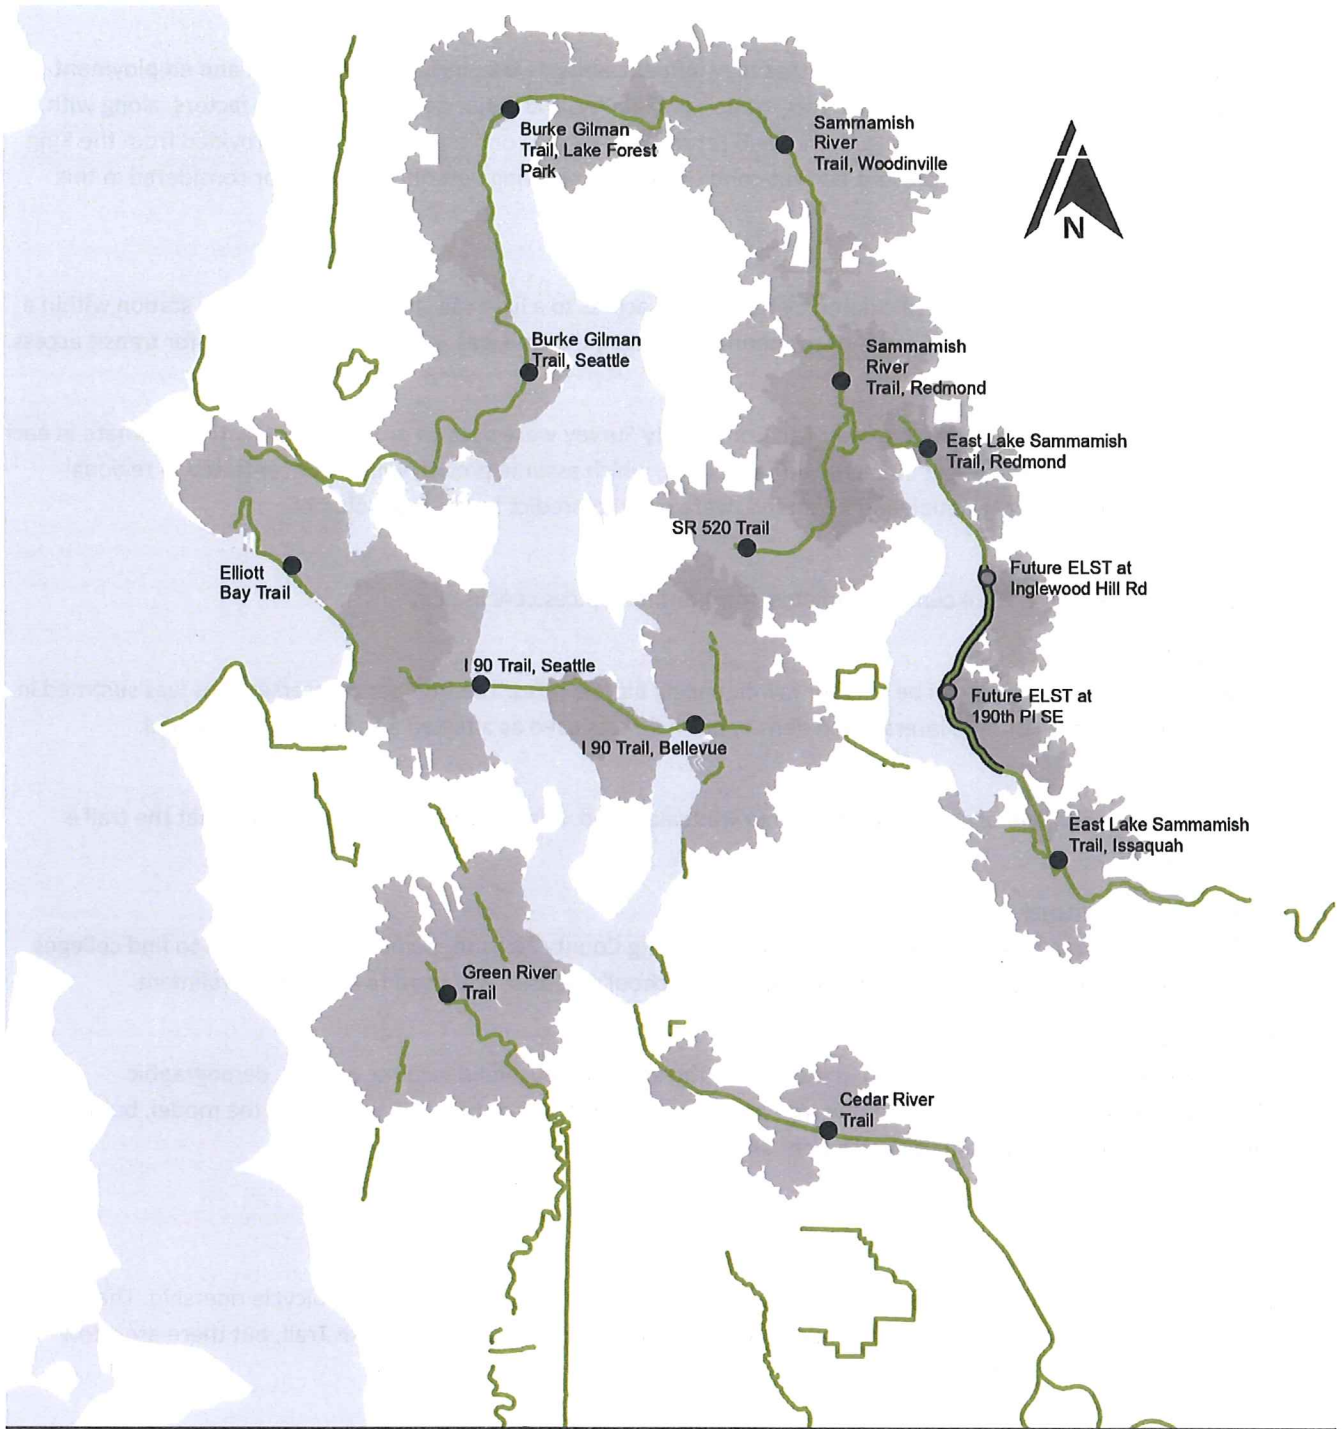 Burke Gilman
Trail, Lake Forest
Park
Sammamish
River
Trail, Woodinville
N
Burke Gilman
Trail, Seattle
Sammamish
River
Trail, Redmond
East Lake Sammamish
Trail, Redmond
SR 520 Trail
Elliott
Bay Trail
Future ELST at
Inglewood Hill Rd
I 90 Trail, Seattle
Future ELST at
190th Pl SE
I 90 Trail, Bellevue
East Lake Sammamish
Trail, Issaquah
Green River
Trail
Cedar River
Trail